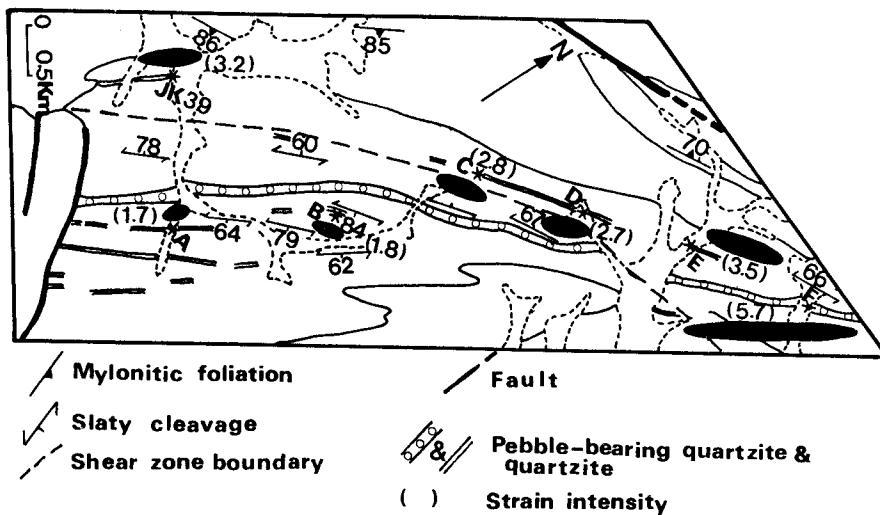 0
0.5Km
86
(3.2)
85
JK39
N
78
60
70
C
(2.8)
D
(2.7)
(1.7)
A
64
79
B
84
(1.8)
62
E
(3.5)
66
F
(5.7)
Mylonitic foliation
Slaty cleavage
Shear zone boundary
Fault
& Pebble-bearing quartzite &
quartzite
( ) Strain intensity